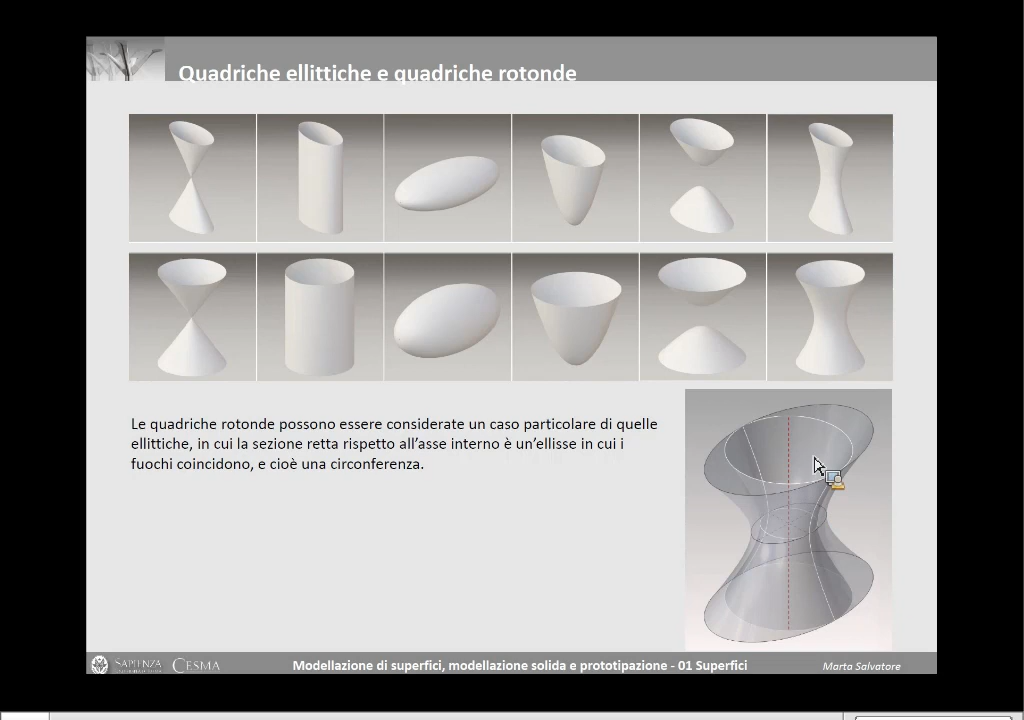 Quadriche ellittiche e quadriche rotonde
Le quadriche rotonde possono essere considerate un caso particolare di quelle
ellittiche, in cui la sezione retta rispetto all’asse interno è un’ellisse in cui i
fuochi coincidono, e cioè una circonferenza.
SAPIENZA
CESMA
Modellazione di superfici, modellazione solida e prototipazione - 01 Superfici
Marta Salvatore